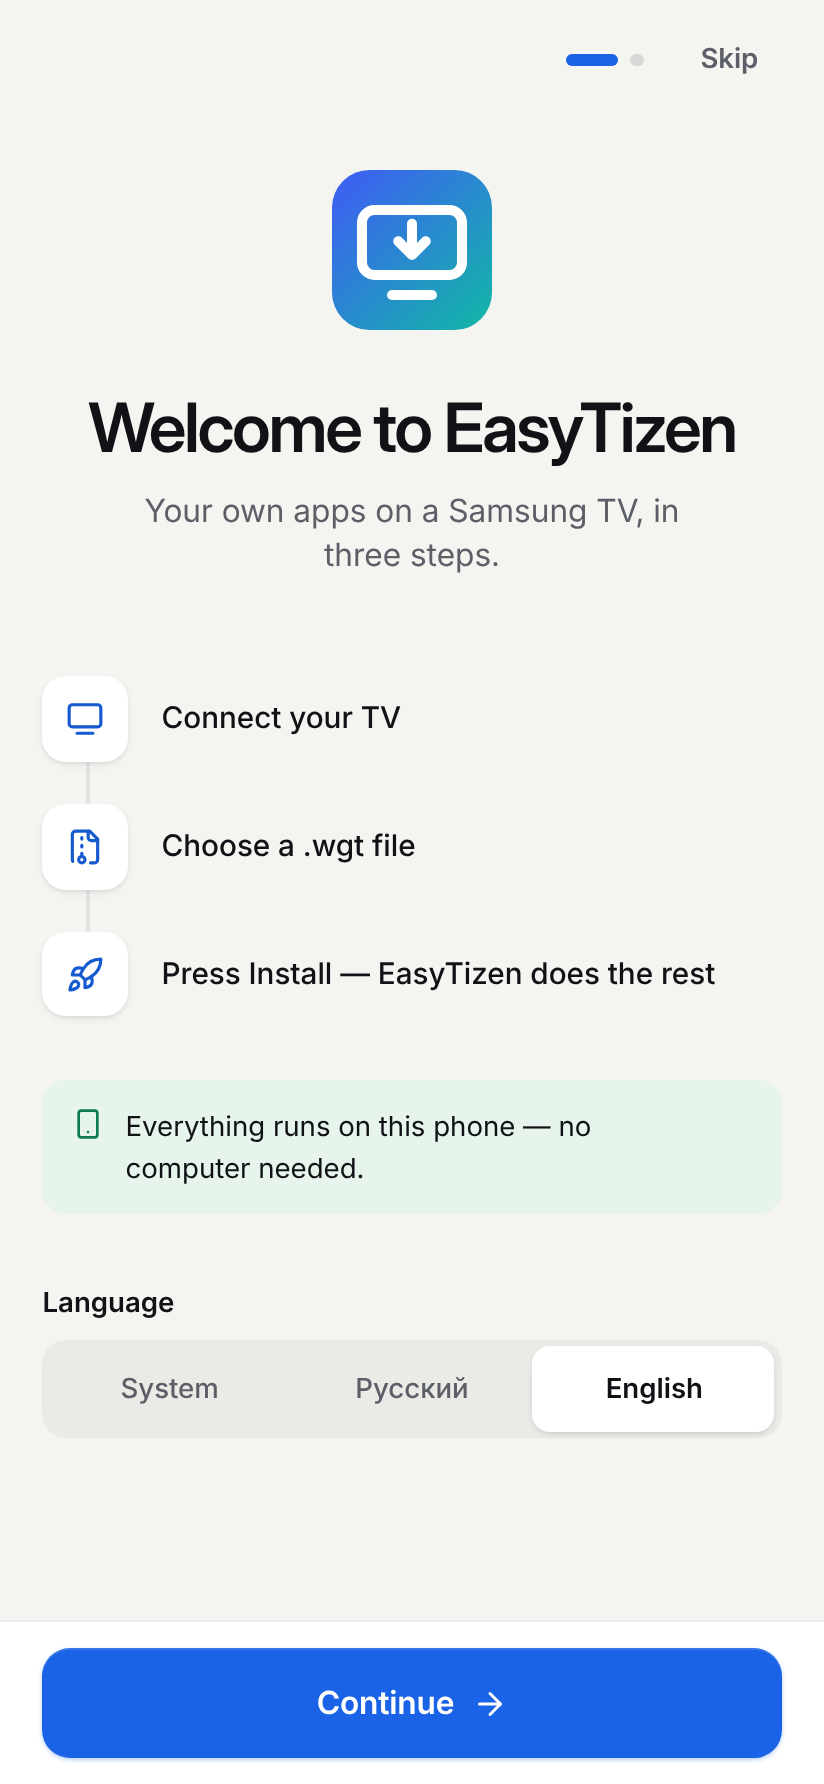 Skip
Welcome to EasyTizen
Your own apps on a Samsung TV, in
three steps.
Connect your TV
Choose a .wgt file
Press Install — EasyTizen does the rest
Everything runs on this phone — no
computer needed.
Language
System
Русский
English
Continue